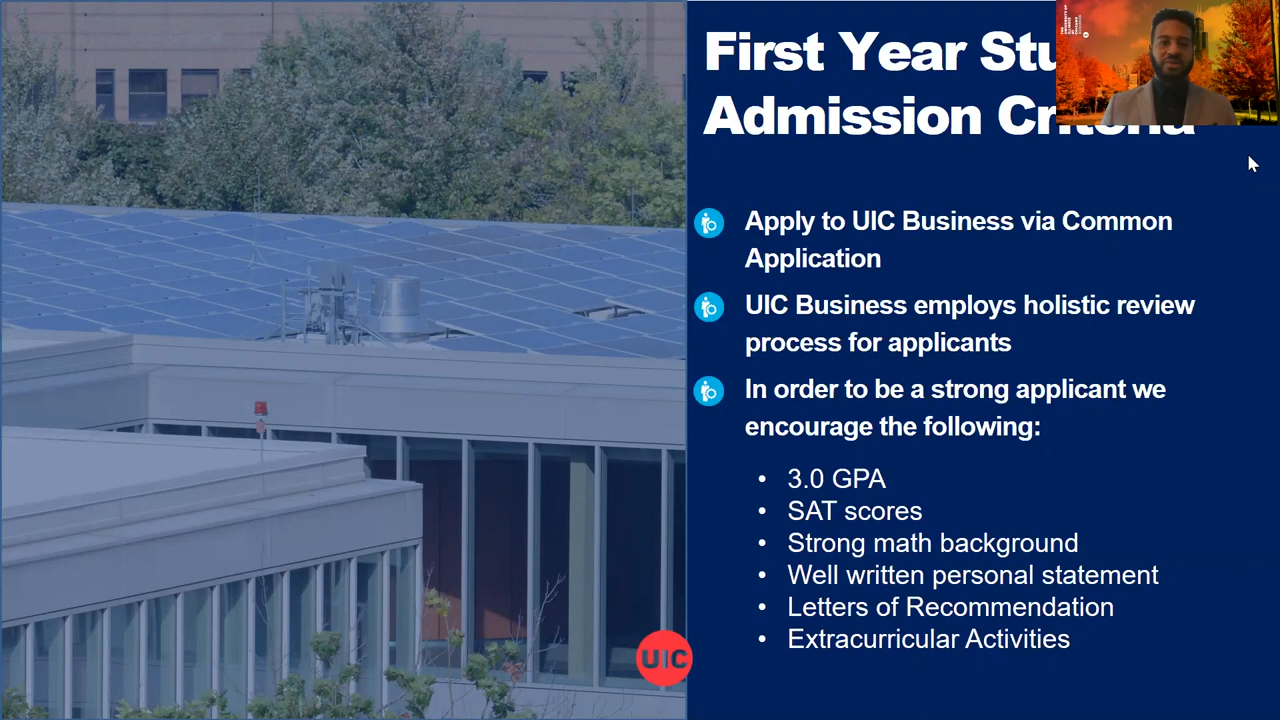 First Year
Admission
Apply to UIC Business via Common
Application
UIC Business employs holistic review
process for applicants
In order to be a strong applicant we
encourage the following:
• 3.0 GPA
• SAT scores
• Strong math background
• Well written personal statement
• Letters of Recommendation
• Extracurricular Activities
UIC